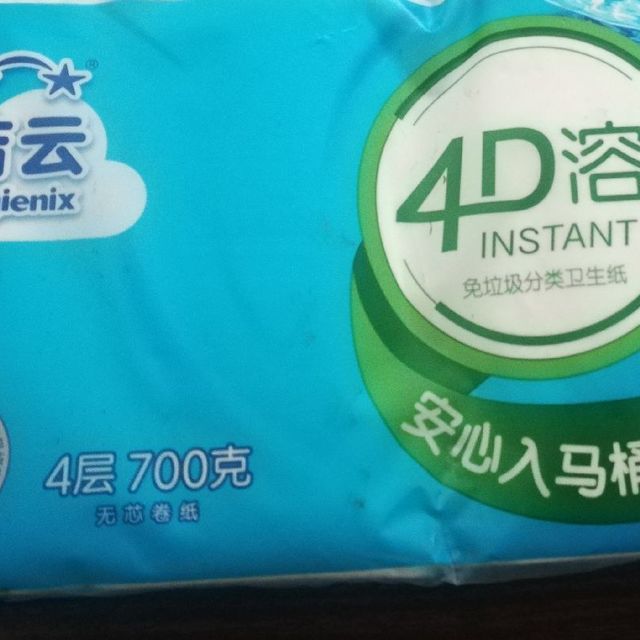 云
ienix
®
4D溶
INSTANT
免垃圾分类卫生纸
安心入马桶
4层 700克
无芯卷纸